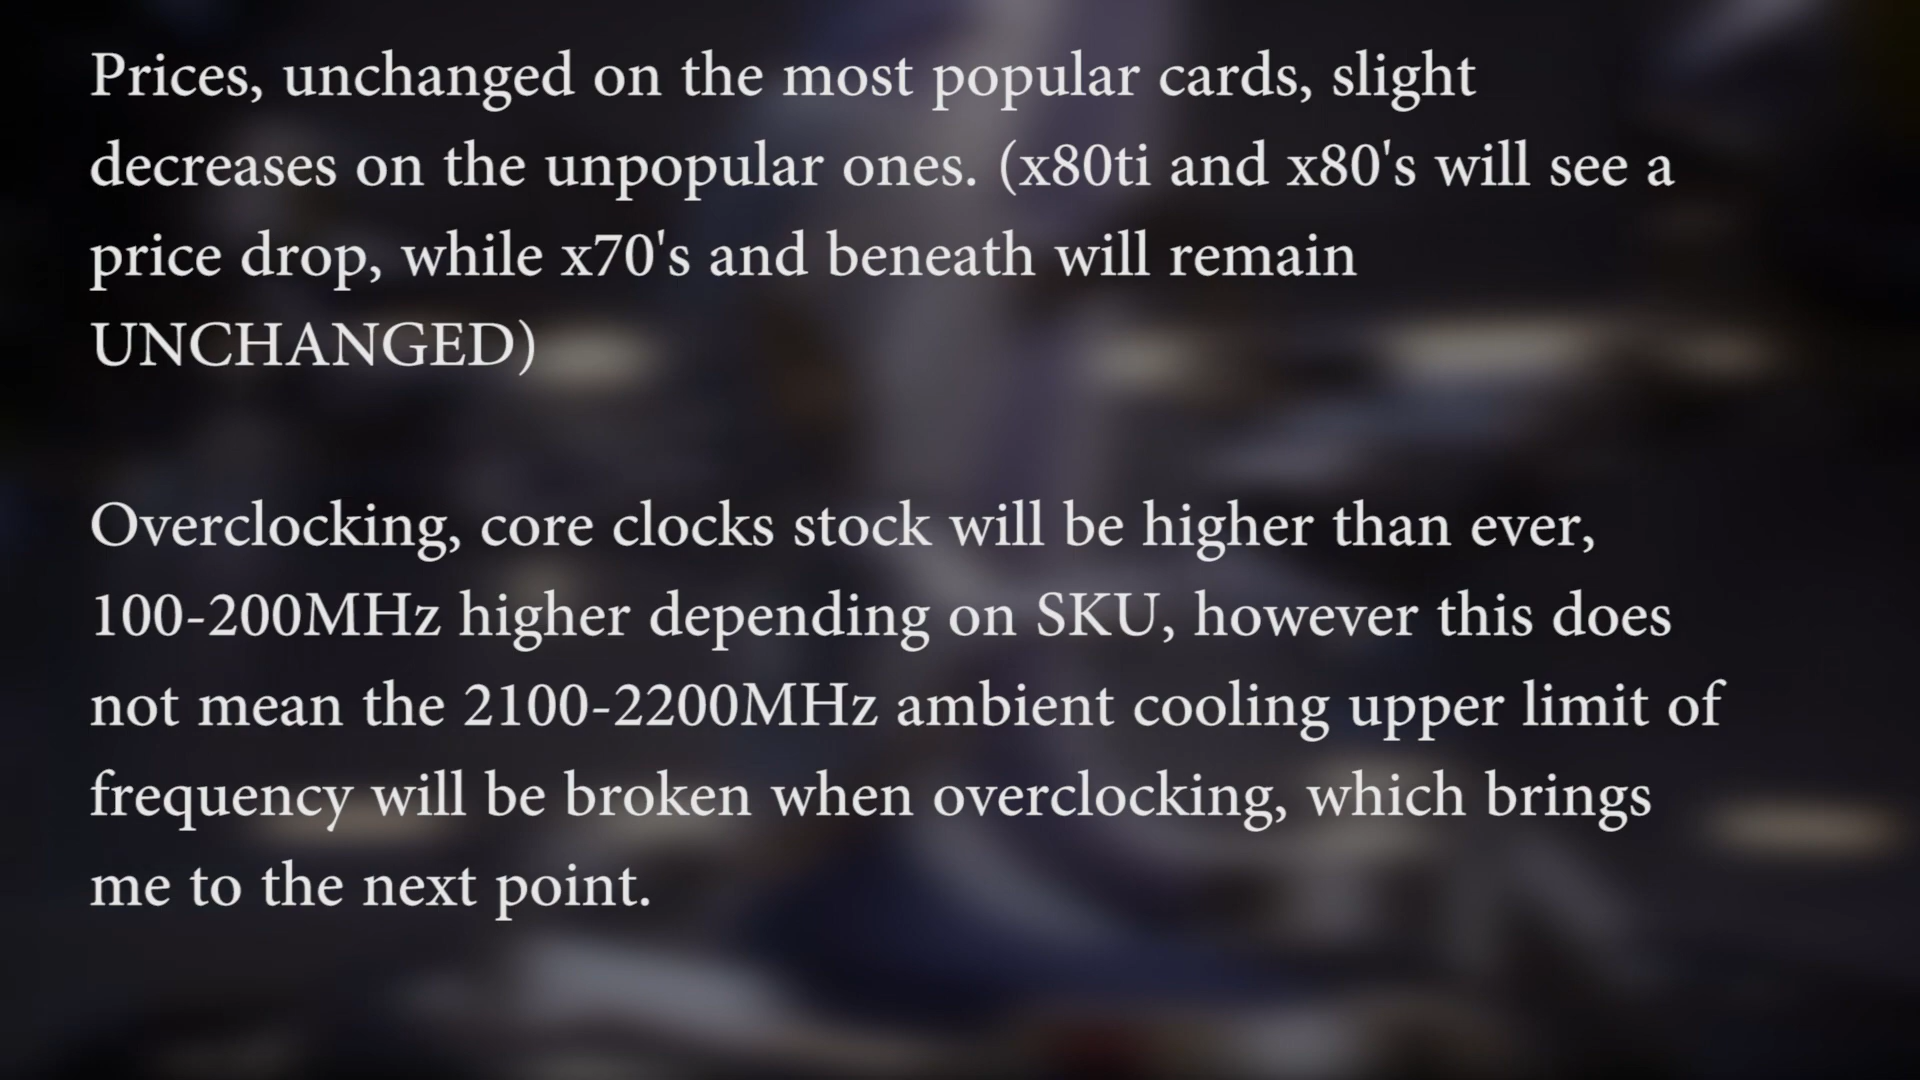 Prices, unchanged on the most popular cards, slight
decreases on the unpopular ones. (x80ti and x80's will see a
price drop, while x70's and beneath will remain
UNCHANGED)
Overclocking, core clocks stock will be higher than ever,
100-200MHz higher depending on SKU, however this does
not mean the 2100-2200MHz ambient cooling upper limit of
frequency will be broken when overclocking, which brings
me to the next point.